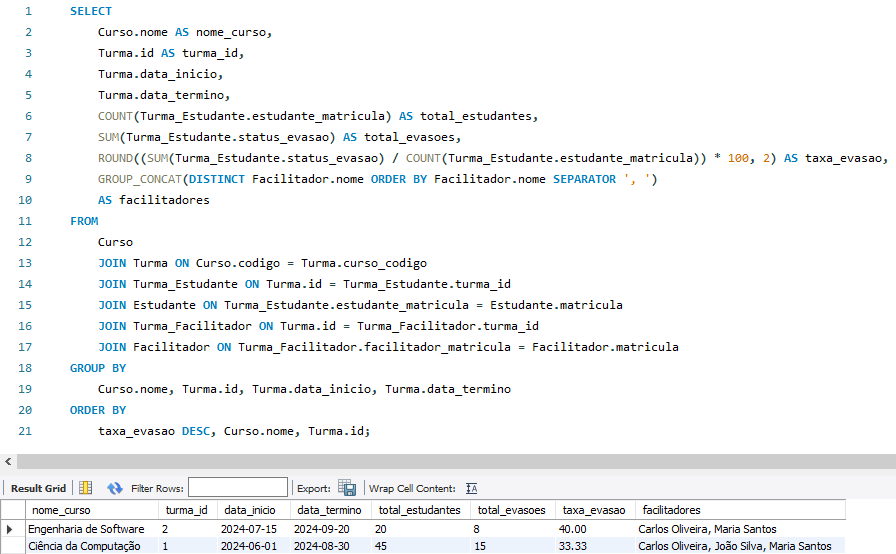 1 SELECT
2 Curso.nome AS nome_curso,
3 Turma.id AS turma_id,
4 Turma.data_inicio,
5 Turma.data_termino,
6 COUNT(Turma_Estudante.estudante_matricula) AS total_estudantes,
7 SUM(Turma_Estudante.status_evasao) AS total_evasoes,
8 ROUND((SUM(Turma_Estudante.status_evasao) / COUNT(Turma_Estudante.estudante_matricula)) * 100, 2) AS taxa_evasao,
9 GROUP_CONCAT(DISTINCT Facilitador.nome ORDER BY Facilitador.nome SEPARATOR ', ')
10 AS facilitadores
11 FROM
12 Curso
13 JOIN Turma ON Curso.codigo = Turma.curso_codigo
14 JOIN Turma_Estudante ON Turma.id = Turma_Estudante.turma_id
15 JOIN Estudante ON Turma_Estudante.estudante_matricula = Estudante.matricula
16 JOIN Turma_Facilitador ON Turma.id = Turma_Facilitador.turma_id
17 JOIN Facilitador ON Turma_Facilitador.facilitador_matricula = Facilitador.matricula
18 GROUP BY
19 Curso.nome, Turma.id, Turma.data_inicio, Turma.data_termino
20 ORDER BY
21 taxa_evasao DESC, Curso.nome, Turma.id;
Result Grid Filter Rows: Export: Wrap Cell Content: IA
nome_curso turma_id data_inicio data_termino total_estudantes total_evasoes taxa_evasao facilitadores
Engenharia de Software 2 2024-07-15 2024-09-20 20 8 40.00 Carlos Oliveira, Maria Santos
Ciência da Computação 1 2024-06-01 2024-08-30 45 15 33.33 Carlos Oliveira, João Silva, Maria Santos